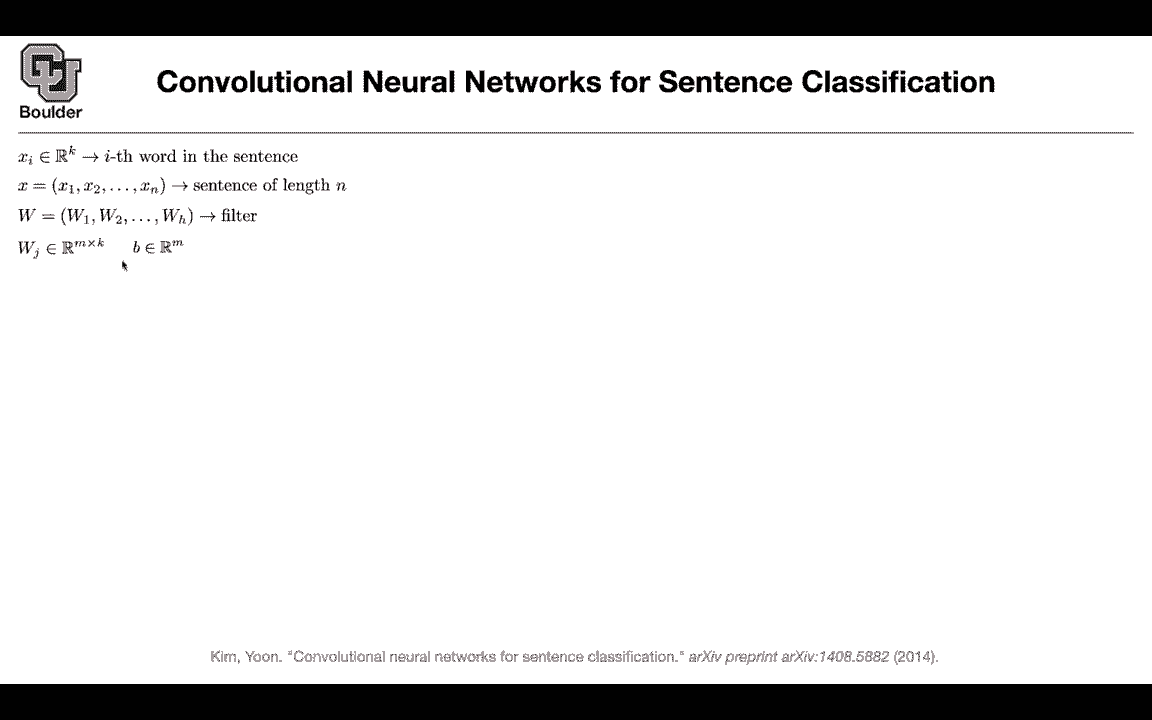 CU
Boulder
Convolutional Neural Networks for Sentence Classification
$x_i \in \mathbb{R}^k \rightarrow i$-th word in the sentence
$x = (x_1, x_2, \ldots, x_n) \rightarrow$ sentence of length $n$
$W = (W_1, W_2, \ldots, W_h) \rightarrow$ filter
$W_j \in \mathbb{R}^{m \times k} \quad b \in \mathbb{R}^m$
Kim, Yoon. "Convolutional neural networks for sentence classification." arXiv preprint arXiv:1408.5882 (2014).